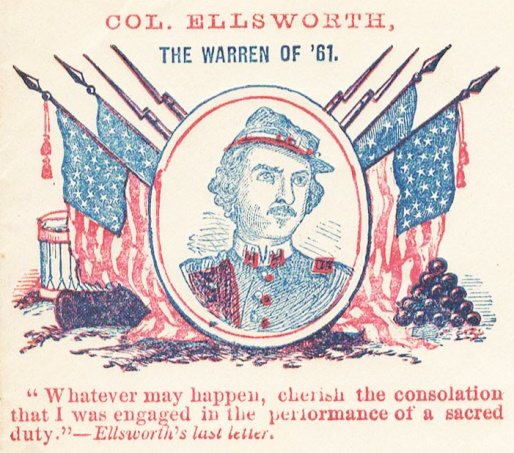 COL. ELLSWORTH,
THE WARREN OF '61.
"Whatever may happen, cherish the consolation
that I was engaged in the performance of a sacred
duty."—Ellsworth's last letter.